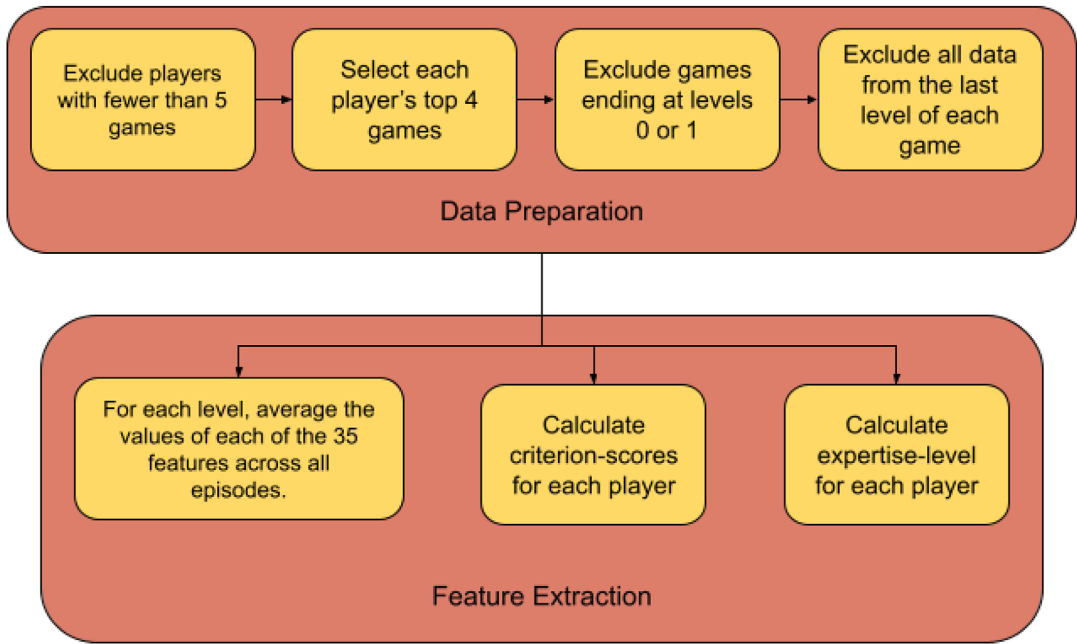 Exclude players
with fewer than 5
games
Select each
player's top 4
games
Exclude games
ending at levels
0 or 1
Exclude all data
from the last
level of each
game
Data Preparation
For each level, average the
values of each of the 35
features across all
episodes.
Calculate
criterion-scores
for each player
Calculate
expertise-level
for each player
Feature Extraction